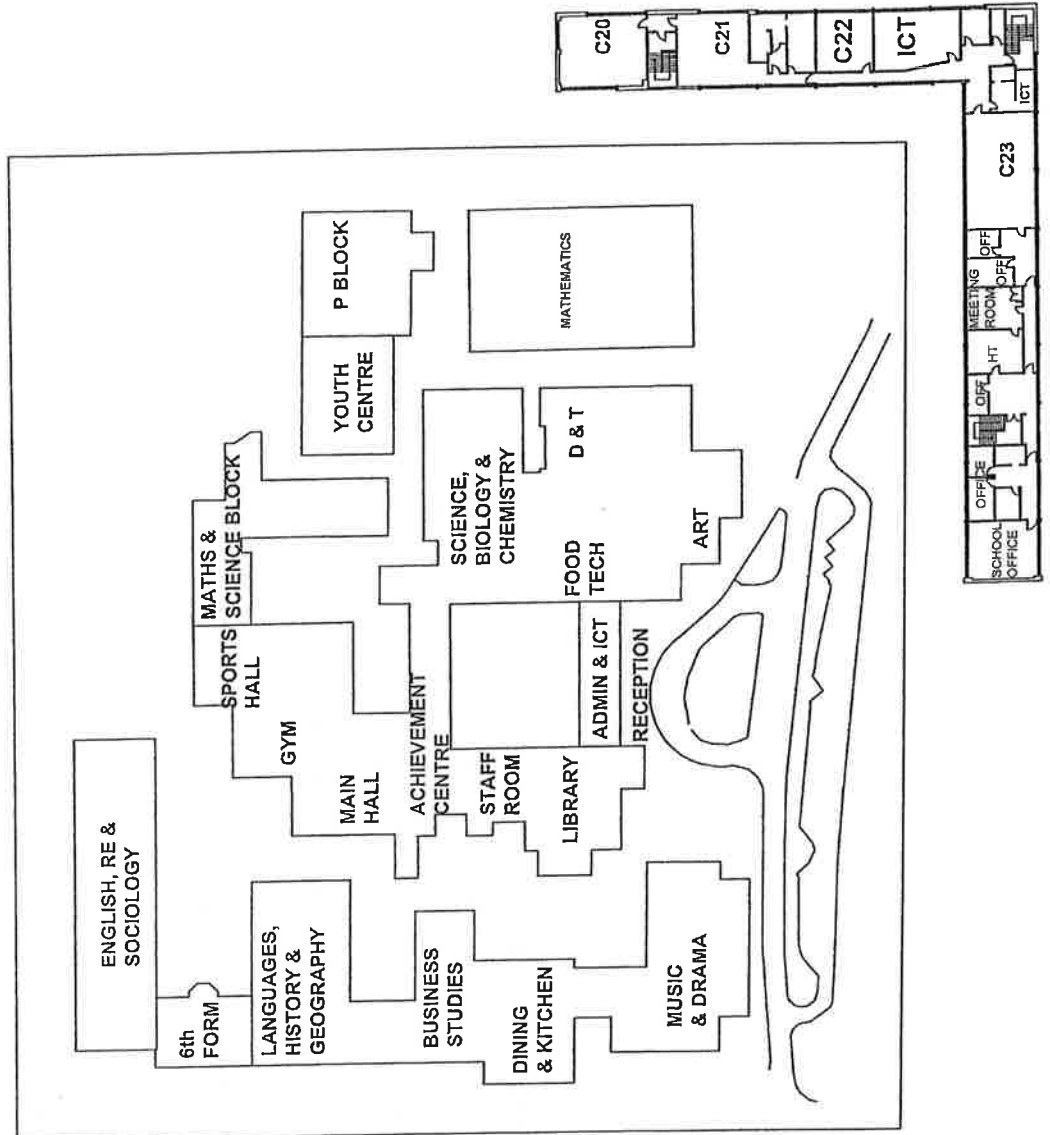 ENGLISH, RE &
SOCIOLOGY
6th
FORM
LANGUAGES,
HISTORY &
GEOGRAPHY
BUSINESS
STUDIES
DINING
& KITCHEN
MUSIC
& DRAMA
SPORTS
HALL
GYM
MAIN
HALL
ACHIEVEMENT
CENTRE
STAFF
ROOM
LIBRARY
MATHS &
SCIENCE BLOCK
ADMIN & ICT
RECEPTION
SCIENCE,
BIOLOGY &
CHEMISTRY
FOOD
TECH
D & T
ART
YOUTH
CENTRE
P BLOCK
MATHEMATICS
C20
C21
C22
ICT
ICT
C23
OFF
MEETING
ROOM
OFF
HT
OFF
OFFICE
SCHOOL
OFFICE